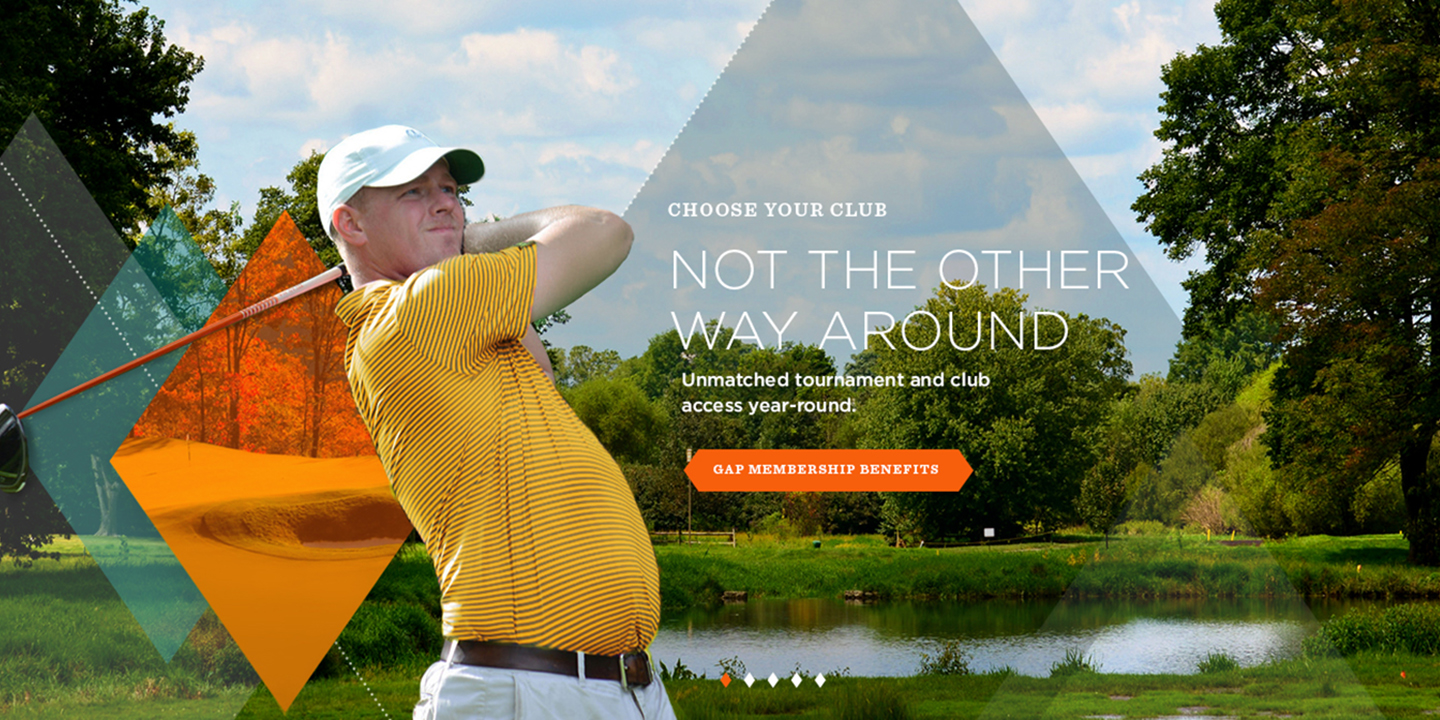 CHOOSE YOUR CLUB
NOT THE OTHER
WAY AROUND
Unmatched tournament and club
access year-round.
GAP MEMBERSHIP BENEFITS